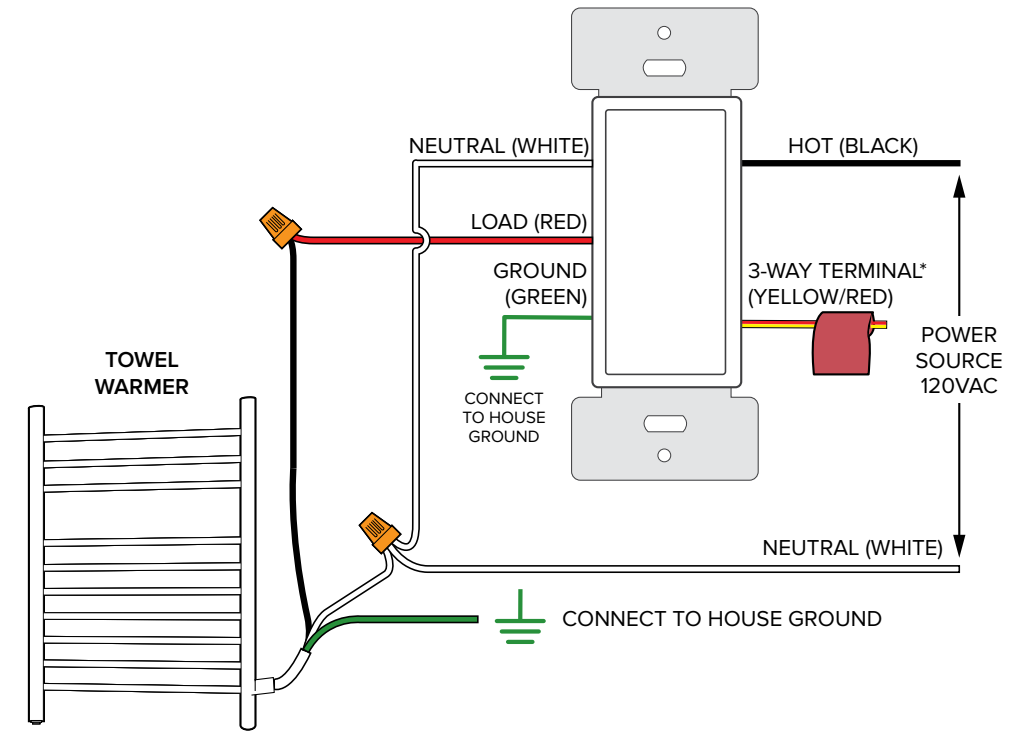 NEUTRAL (WHITE)
HOT (BLACK)
LOAD (RED)
GROUND
(GREEN)
3-WAY TERMINAL*
(YELLOW/RED)
CONNECT
TO HOUSE
GROUND
POWER
SOURCE
120VAC
TOWEL
WARMER
NEUTRAL (WHITE)
CONNECT TO HOUSE GROUND